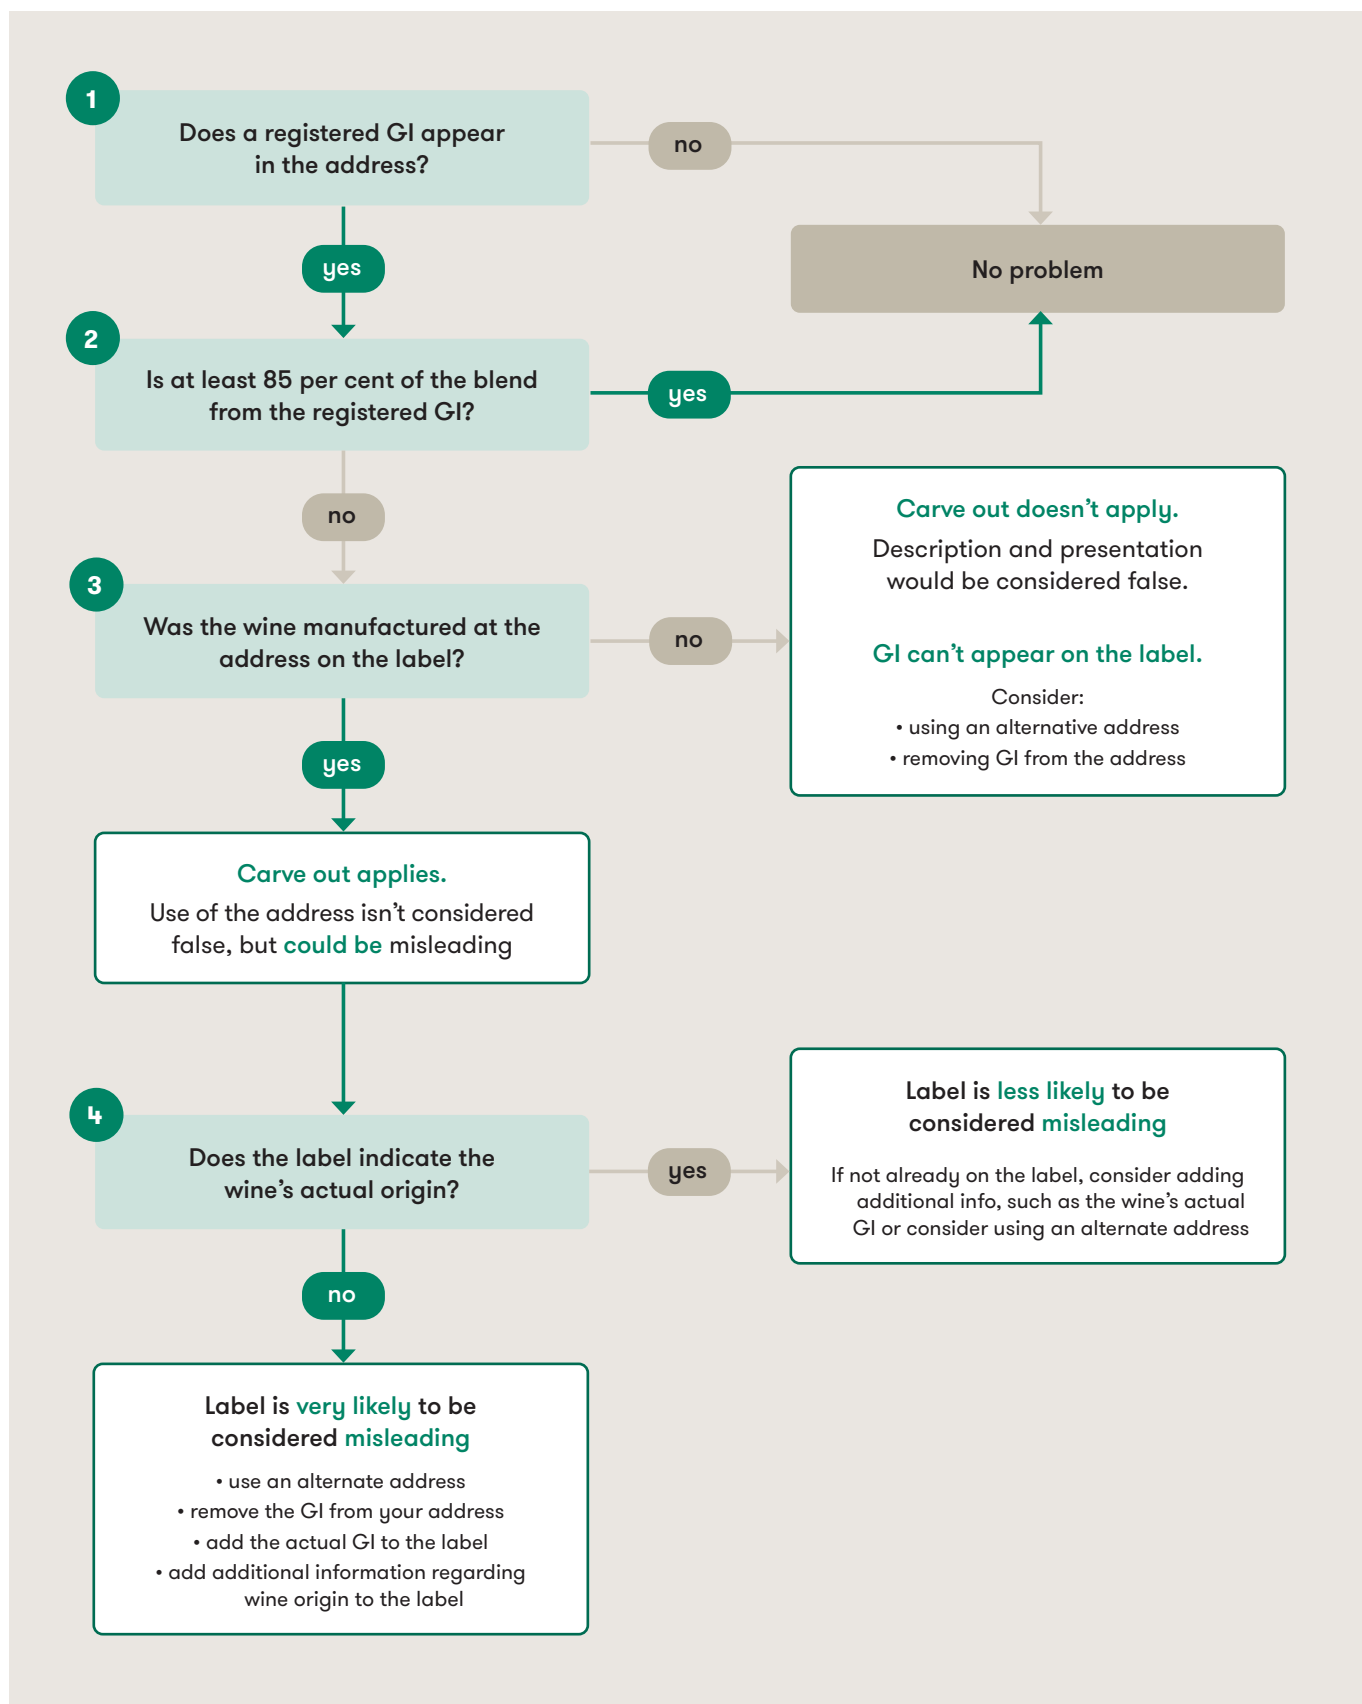 1
Does a registered GI appear
in the address?
no
No problem
yes
2
Is at least 85 per cent of the blend
from the registered GI?
yes
no
3
Was the wine manufactured at the
address on the label?
no
Carve out doesn’t apply.
Description and presentation
would be considered false.
GI can’t appear on the label.
Consider:
• using an alternative address
• removing GI from the address
yes
Carve out applies.
Use of the address isn’t considered
false, but could be misleading
4
Does the label indicate the
wine’s actual origin?
yes
Label is less likely to be
considered misleading
If not already on the label, consider adding
additional info, such as the wine’s actual
GI or consider using an alternate address
no
Label is very likely to be
considered misleading
• use an alternate address
• remove the GI from your address
• add the actual GI to the label
• add additional information regarding
wine origin to the label